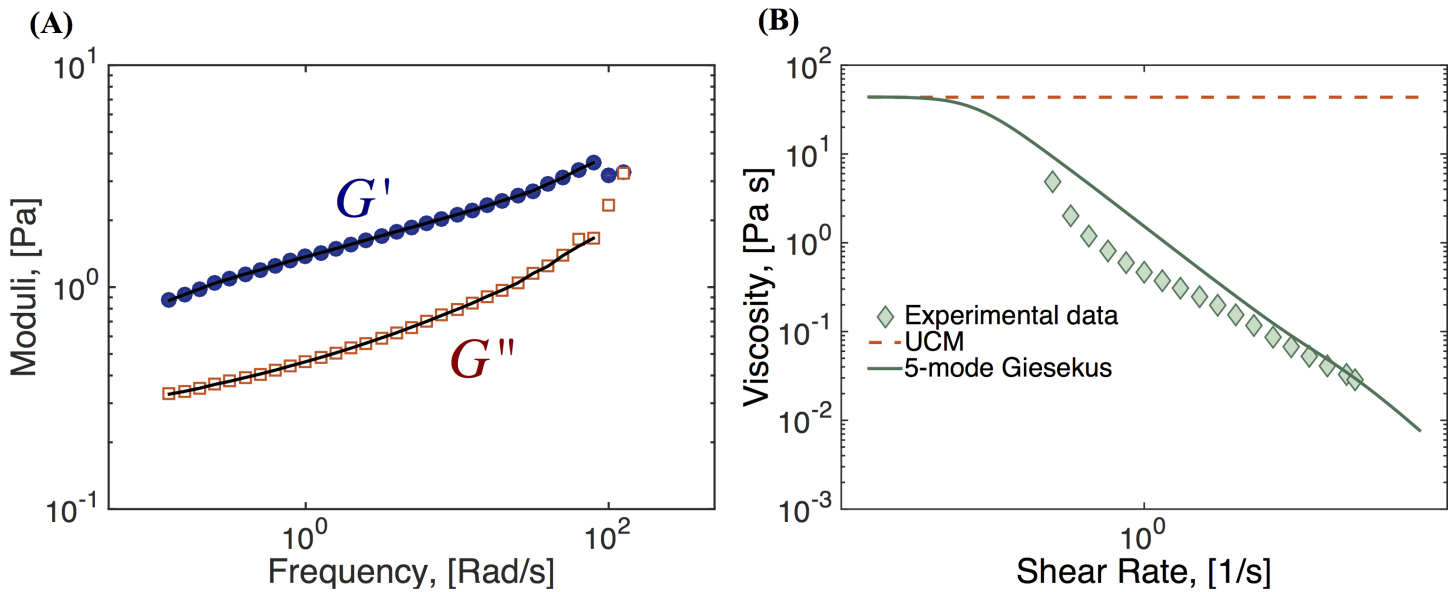 (A)
10^1
10^0
10^-1
Moduli, [Pa]
G'
G"
10^0
10^2
Frequency, [Rad/s]
(B)
10^2
10^1
10^0
10^-1
10^-2
10^-3
Viscosity, [Pa s]
Experimental data
UCM
5-mode Giesekus
10^0
Shear Rate, [1/s]